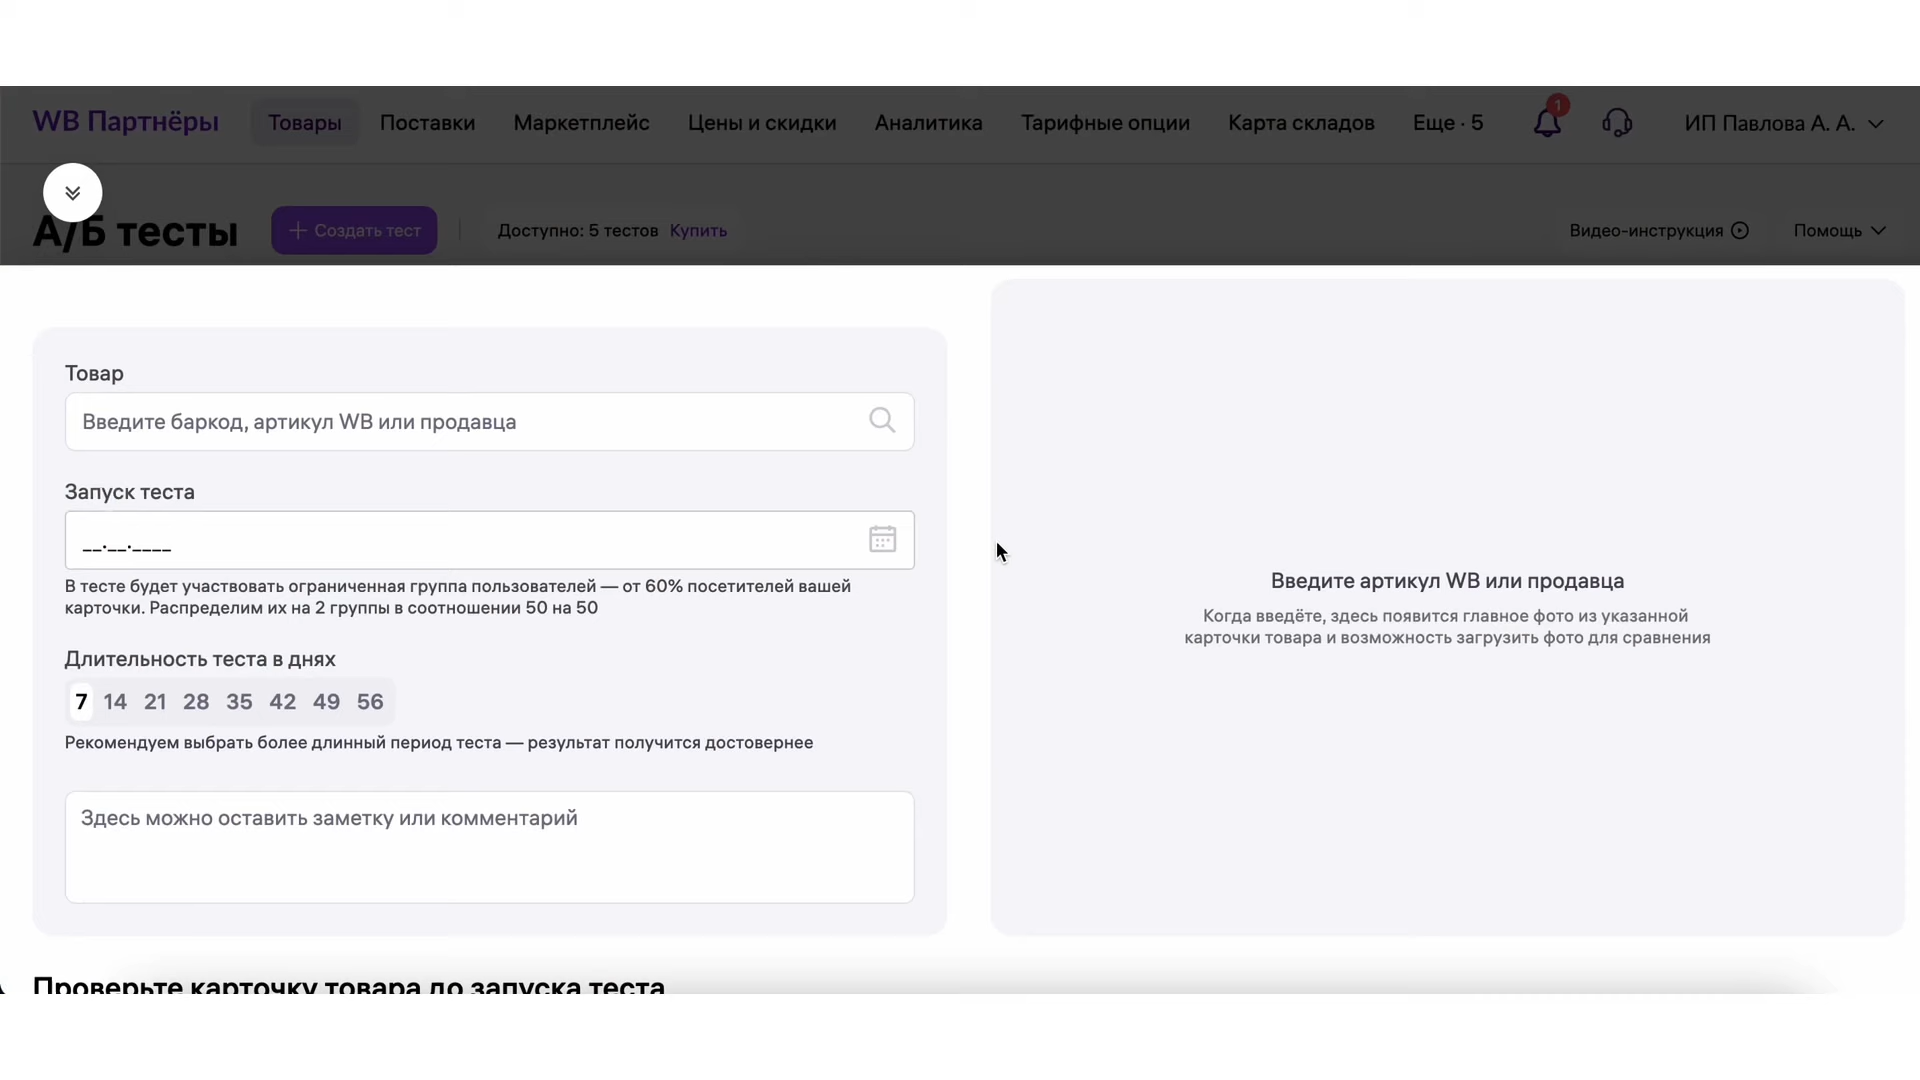 WB Партнёры Товары Поставки Маркетплейс Цены и скидки Аналитика Тарифные опции Карта складов Еще · 5 1 ИП Павлова А. А.
А/Б тесты + Создать тест Доступно: 5 тестов Купить Видео-инструкция Помощь
Товар
Введите баркод, артикул WB или продавца
Запуск теста
__.__.____
В тесте будет участвовать ограниченная группа пользователей — от 60% посетителей вашей
карточки. Распределим их на 2 группы в соотношении 50 на 50
Длительность теста в днях
7 14 21 28 35 42 49 56
Рекомендуем выбрать более длинный период теста — результат получится достовернее
Здесь можно оставить заметку или комментарий
Введите артикул WB или продавца
Когда введёте, здесь появится главное фото из указанной
карточки товара и возможность загрузить фото для сравнения
Проверьте карточку товара до запуска теста